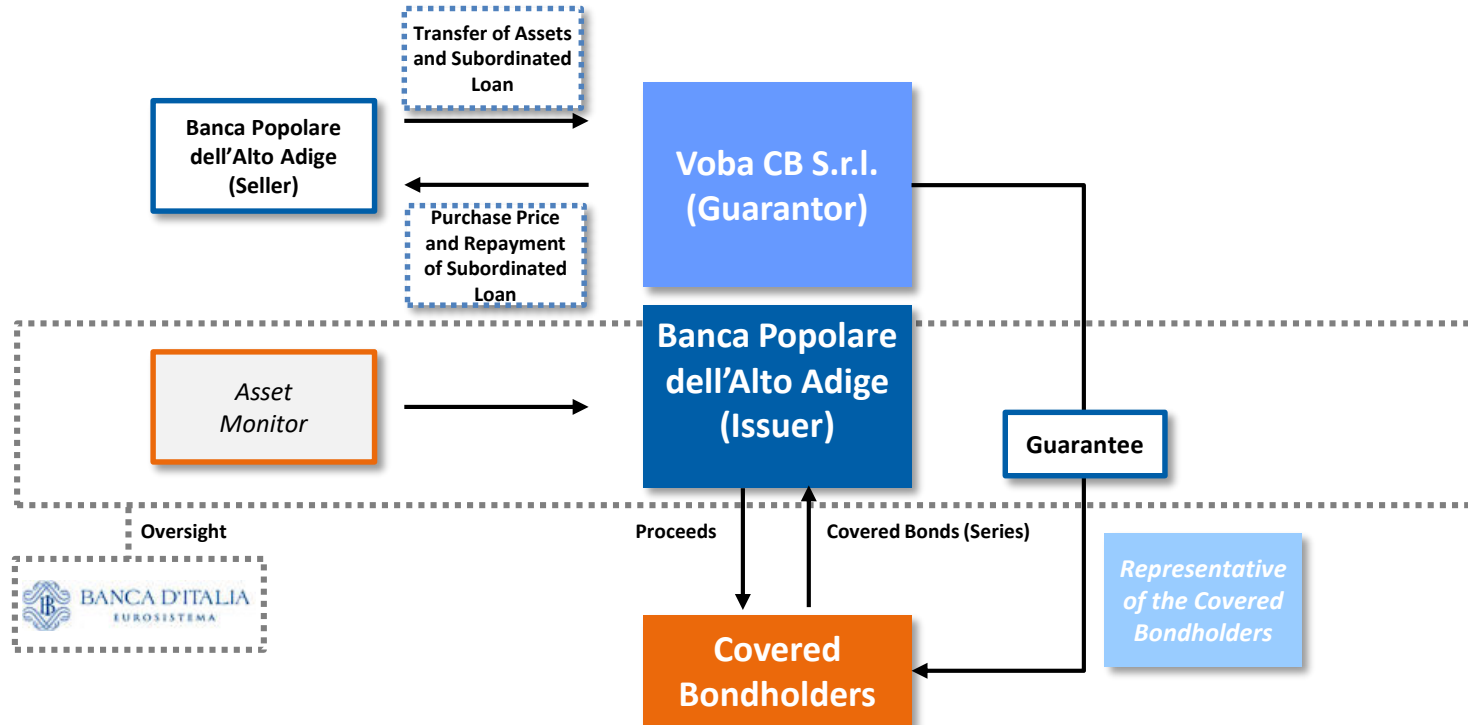 Transfer of Assets
and Subordinated
Loan
Banca Popolare
dell'Alto Adige
(Seller)
Voba CB S.r.l.
(Guarantor)
Purchase Price
and Repayment
of Subordinated
Loan
Banca Popolare
dell'Alto Adige
(Issuer)
Asset
Monitor
Guarantee
Oversight
Proceeds
Covered Bonds (Series)
BANCA D'ITALIA
EUROSISTEMA
Representative
of the Covered
Bondholders
Covered
Bondholders